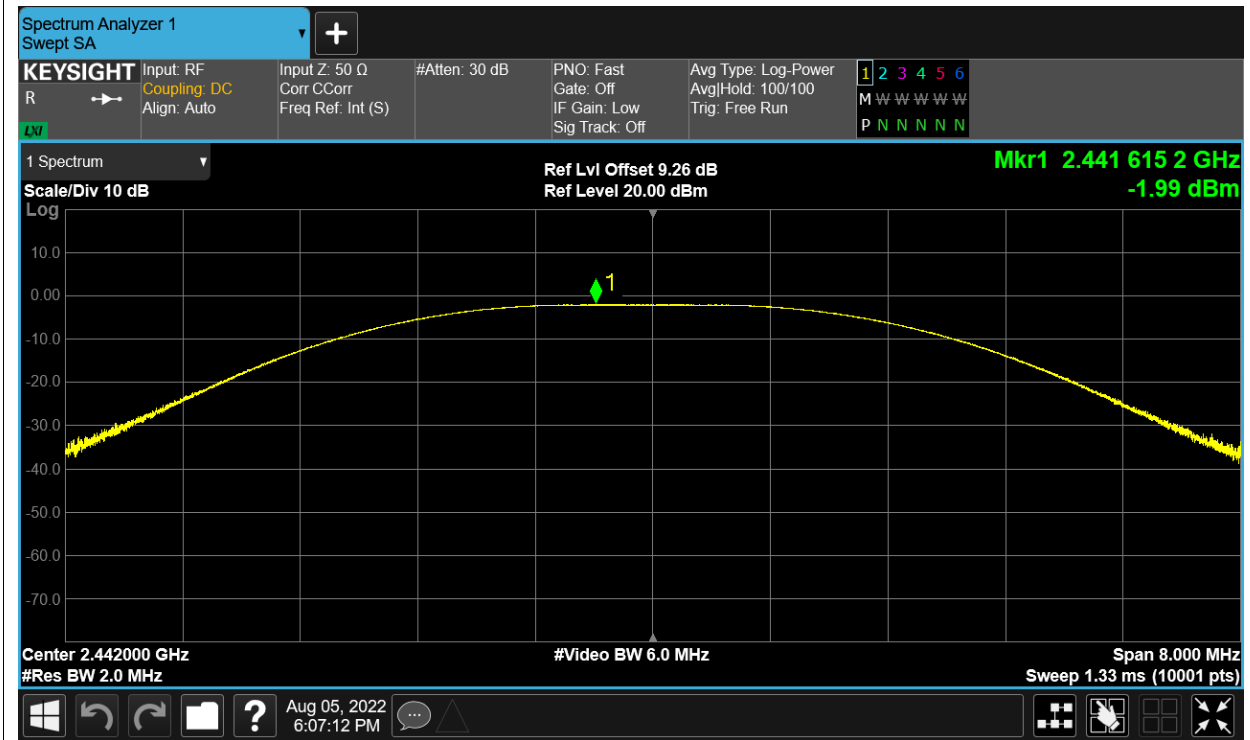 Spectrum Analyzer 1
Swept SA
KEYSIGHT
R
LXI
Input: RF
Coupling: DC
Align: Auto
Input Z: 50 Ω
Corr CCorr
Freq Ref: Int (S)
#Atten: 30 dB
PNO: Fast
Gate: Off
IF Gain: Low
Sig Track: Off
Avg Type: Log-Power
Avg|Hold: 100/100
Trig: Free Run
1 2 3 4 5 6
M W W W W W W
P N N N N N N
1 Spectrum
Scale/Div 10 dB
Log
Ref Lvl Offset 9.26 dB
Ref Level 20.00 dBm
Mkr1 2.441 615 2 GHz
-1.99 dBm
10.0
0.00
-10.0
-20.0
-30.0
-40.0
-50.0
-60.0
-70.0
1
Center 2.442000 GHz
#Res BW 2.0 MHz
#Video BW 6.0 MHz
Span 8.000 MHz
Sweep 1.33 ms (10001 pts)
?
Aug 05, 2022
6:07:12 PM